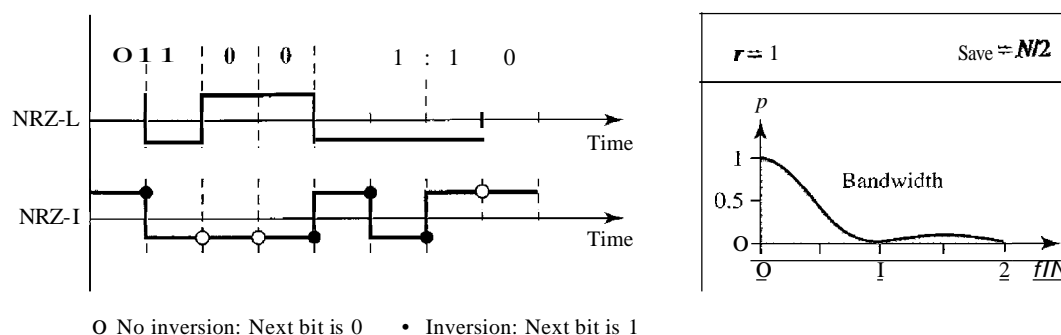 O 1 1 0 0 1 : 1 0
NRZ-L
Time
NRZ-I
Time
O No inversion: Next bit is 0 • Inversion: Next bit is 1
r = 1 Save = N/2
p
1
Bandwidth
0.5
O
O 1 2 f/N